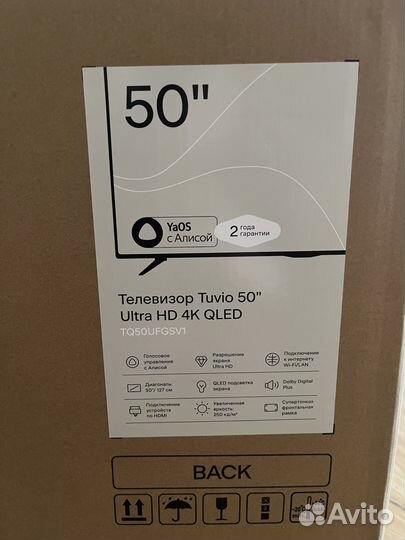 50"
YaOS
с Алисой
2 года
гарантии
Телевизор Tuvio 50"
Ultra HD 4K QLED
TQ50UFGSV1
Голосовое
управление
с Алисой
Разрешение
экрана
Ultra HD
Подключение
к интернету
Wi-Fi/LAN
Диагональ:
50"/ 127 см
QLED подсветка
экрана
Dolby Digital
Plus
Подключение
устройств
по HDMI
Увеличенная
яркость:
250 кд/м²
Супертонкая
фронтальная
рамка
BACK
Avito